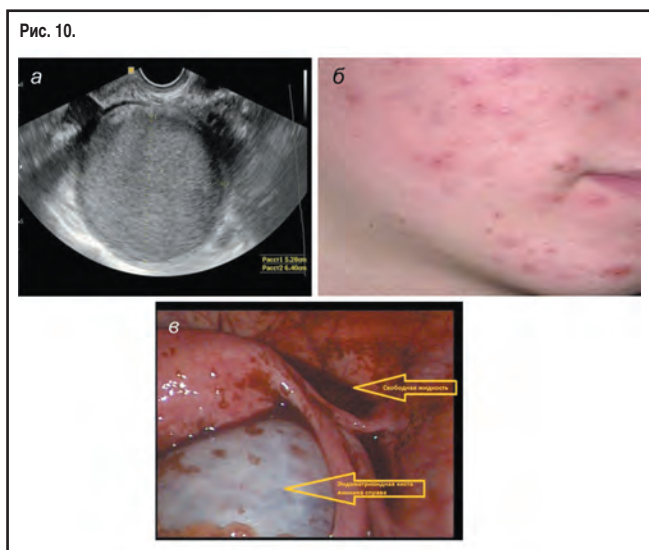 Рис. 10.
а
Расст1 5.28cm
Расст2 6.40cm
б
в
Свободная жидкость
Эндометриоидная киста
яичника справа